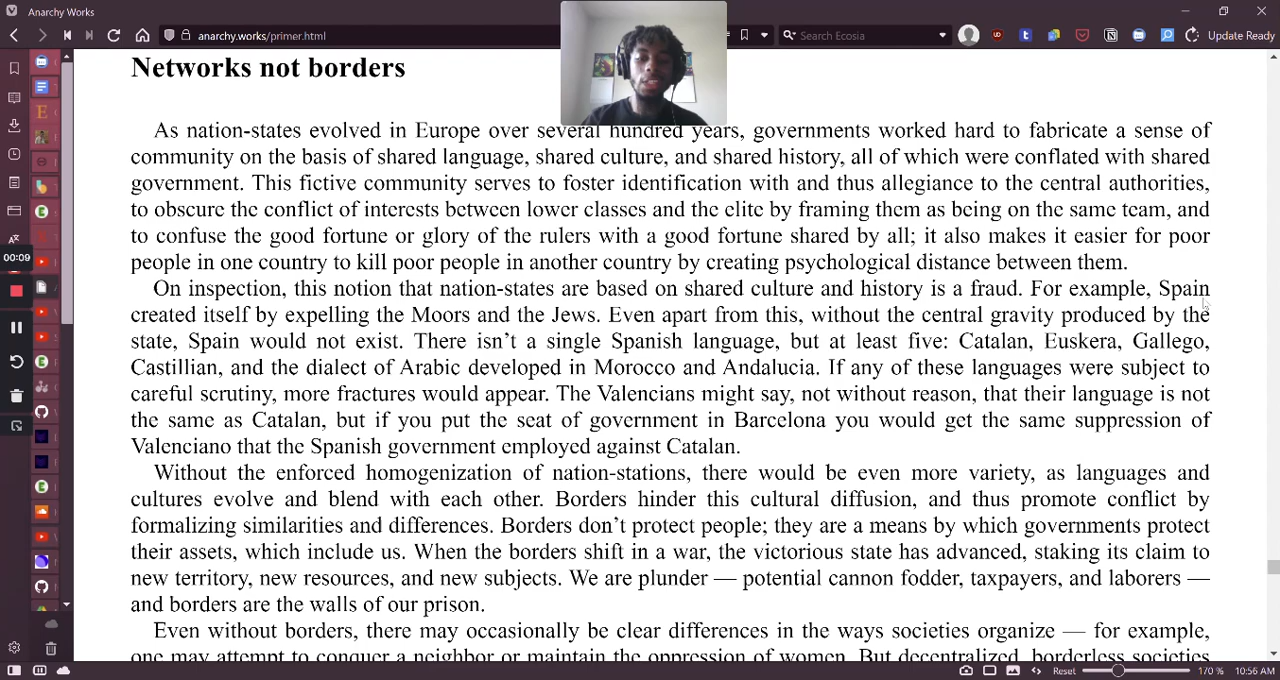 Anarchy Works
anarchy.works/primer.html
Search Ecosia
Update Ready
Networks not borders
As nation-states evolved in Europe over several hundred years, governments worked hard to fabricate a sense of
community on the basis of shared language, shared culture, and shared history, all of which were conflated with shared
government. This fictive community serves to foster identification with and thus allegiance to the central authorities,
to obscure the conflict of interests between lower classes and the elite by framing them as being on the same team, and
to confuse the good fortune or glory of the rulers with a good fortune shared by all; it also makes it easier for poor
people in one country to kill poor people in another country by creating psychological distance between them.
On inspection, this notion that nation-states are based on shared culture and history is a fraud. For example, Spain
created itself by expelling the Moors and the Jews. Even apart from this, without the central gravity produced by the
state, Spain would not exist. There isn't a single Spanish language, but at least five: Catalan, Euskera, Gallego,
Castillian, and the dialect of Arabic developed in Morocco and Andalucia. If any of these languages were subject to
careful scrutiny, more fractures would appear. The Valencians might say, not without reason, that their language is not
the same as Catalan, but if you put the seat of government in Barcelona you would get the same suppression of
Valenciano that the Spanish government employed against Catalan.
Without the enforced homogenization of nation-stations, there would be even more variety, as languages and
cultures evolve and blend with each other. Borders hinder this cultural diffusion, and thus promote conflict by
formalizing similarities and differences. Borders don't protect people; they are a means by which governments protect
their assets, which include us. When the borders shift in a war, the victorious state has advanced, staking its claim to
new territory, new resources, and new subjects. We are plunder — potential cannon fodder, taxpayers, and laborers —
and borders are the walls of our prison.
Even without borders, there may occasionally be clear differences in the ways societies organize — for example,
one may attempt to conquer a neighbor or maintain the oppression of women. But decentralized, borderless societies
00:09
Reset
170 %
10:56 AM